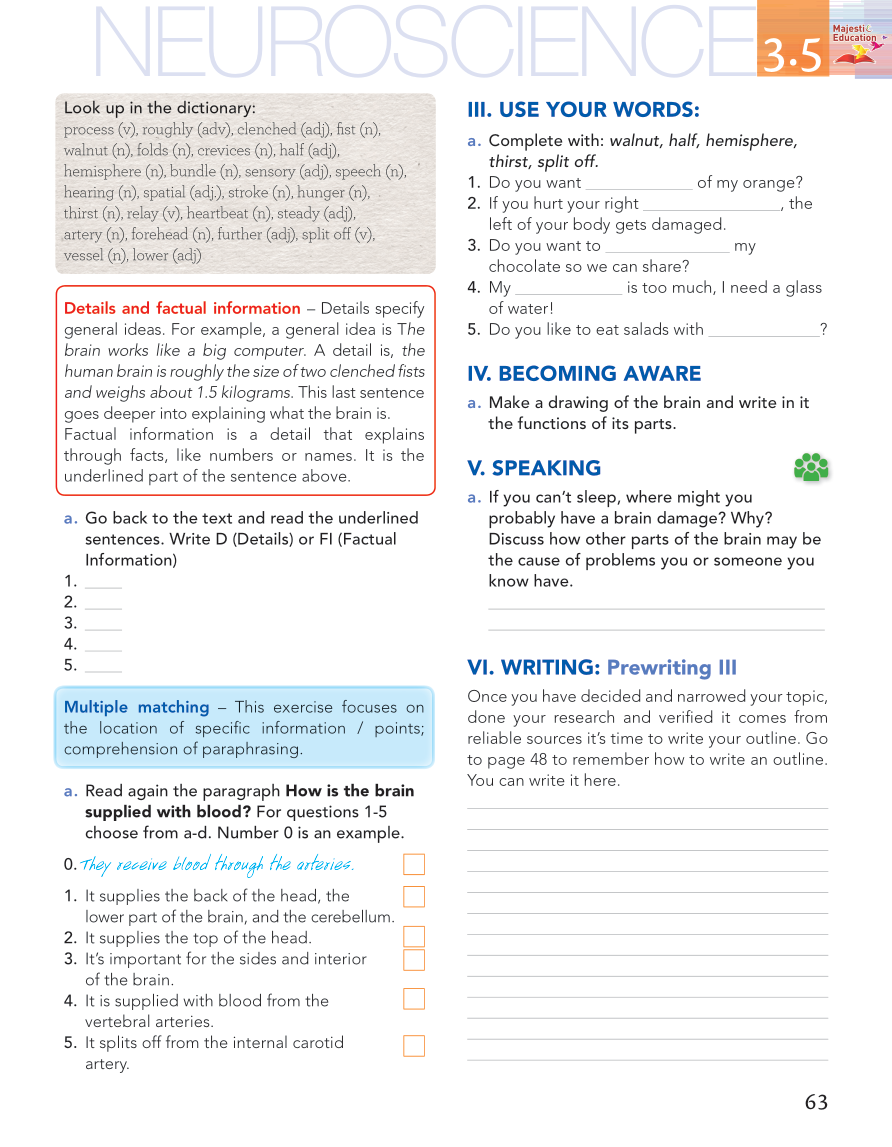 NEUROSCIENCE
3.5
Majestic
Education
Look up in the dictionary:
process (v), roughly (adv), clenched (adj), fist (n),
walnut (n), folds (n), crevices (n), half (adj),
hemisphere (n), bundle (n), sensory (adj), speech (n),
hearing (n), spatial (adj.), stroke (n), hunger (n),
thirst (n), relay (v), heartbeat (n), steady (adj),
artery (n), forehead (n), further (adj), split off (v),
vessel (n), lower (adj)
Details and factual information – Details specify
general ideas. For example, a general idea is The
brain works like a big computer. A detail is, the
human brain is roughly the size of two clenched fists
and weighs about 1.5 kilograms. This last sentence
goes deeper into explaining what the brain is.
Factual information is a detail that explains
through facts, like numbers or names. It is the
underlined part of the sentence above.
a. Go back to the text and read the underlined
sentences. Write D (Details) or FI (Factual
Information)
1. ____
2. ____
3. ____
4. ____
5. ____
Multiple matching – This exercise focuses on
the location of specific information / points;
comprehension of paraphrasing.
a. Read again the paragraph How is the brain
supplied with blood? For questions 1-5
choose from a-d. Number 0 is an example.
0. They receive blood through the arteries.
1. It supplies the back of the head, the
lower part of the brain, and the cerebellum.
2. It supplies the top of the head.
3. It’s important for the sides and interior
of the brain.
4. It is supplied with blood from the
vertebral arteries.
5. It splits off from the internal carotid
artery.
III. USE YOUR WORDS:
a. Complete with: walnut, half, hemisphere,
thirst, split off.
1. Do you want ____________ of my orange?
2. If you hurt your right _______________, the
left of your body gets damaged.
3. Do you want to ______________ my
chocolate so we can share?
4. My ____________ is too much, I need a glass
of water!
5. Do you like to eat salads with ____________?
IV. BECOMING AWARE
a. Make a drawing of the brain and write in it
the functions of its parts.
V. SPEAKING
a. If you can’t sleep, where might you
probably have a brain damage? Why?
Discuss how other parts of the brain may be
the cause of problems you or someone you
know have.
VI. WRITING: Prewriting III
Once you have decided and narrowed your topic,
done your research and verified it comes from
reliable sources it’s time to write your outline. Go
to page 48 to remember how to write an outline.
You can write it here.
63